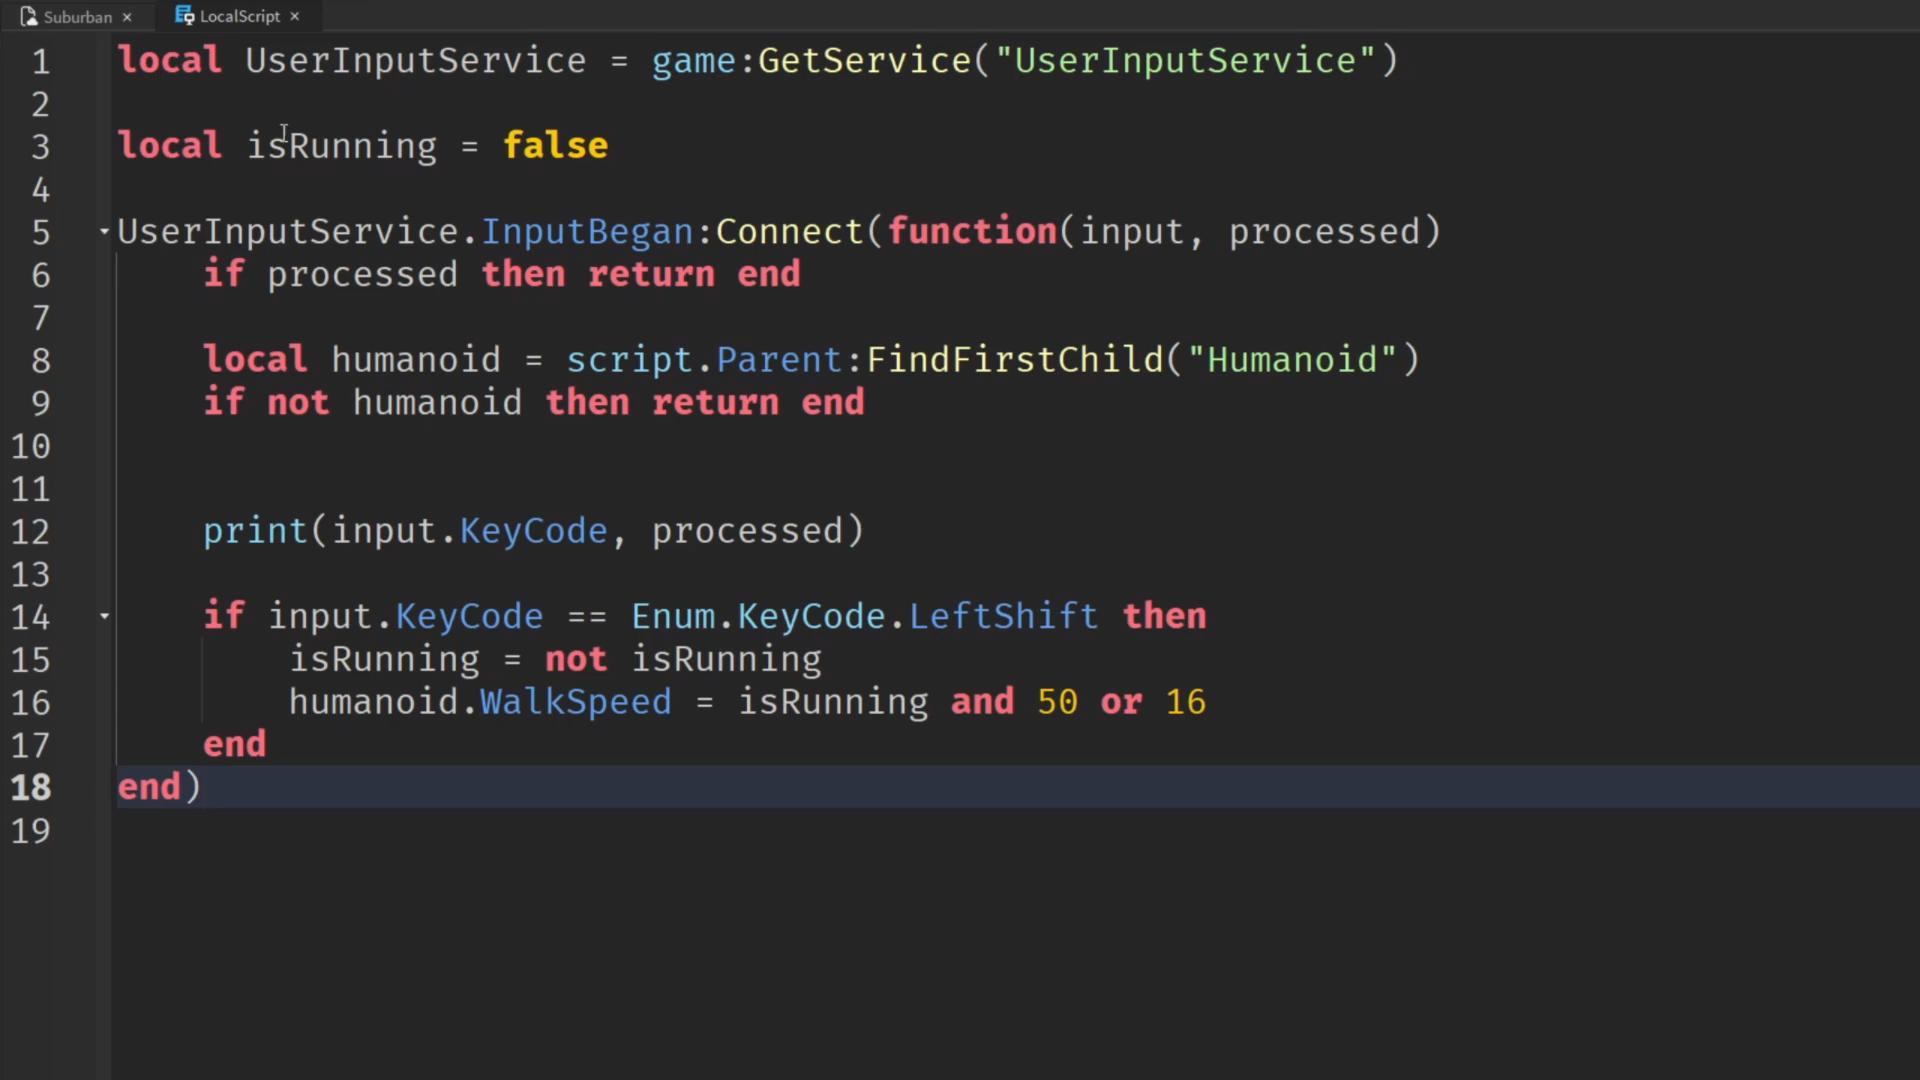 Suburban × LocalScript ×
1 local UserInputService = game:GetService("UserInputService")
2
3 local isRunning = false
4
5 UserInputService.InputBegan:Connect(function(input, processed)
6     if processed then return end
7
8     local humanoid = script.Parent:FindFirstChild("Humanoid")
9     if not humanoid then return end
10
11
12     print(input.KeyCode, processed)
13
14     if input.KeyCode == Enum.KeyCode.LeftShift then
15         isRunning = not isRunning
16         humanoid.WalkSpeed = isRunning and 50 or 16
17     end
18 end)
19